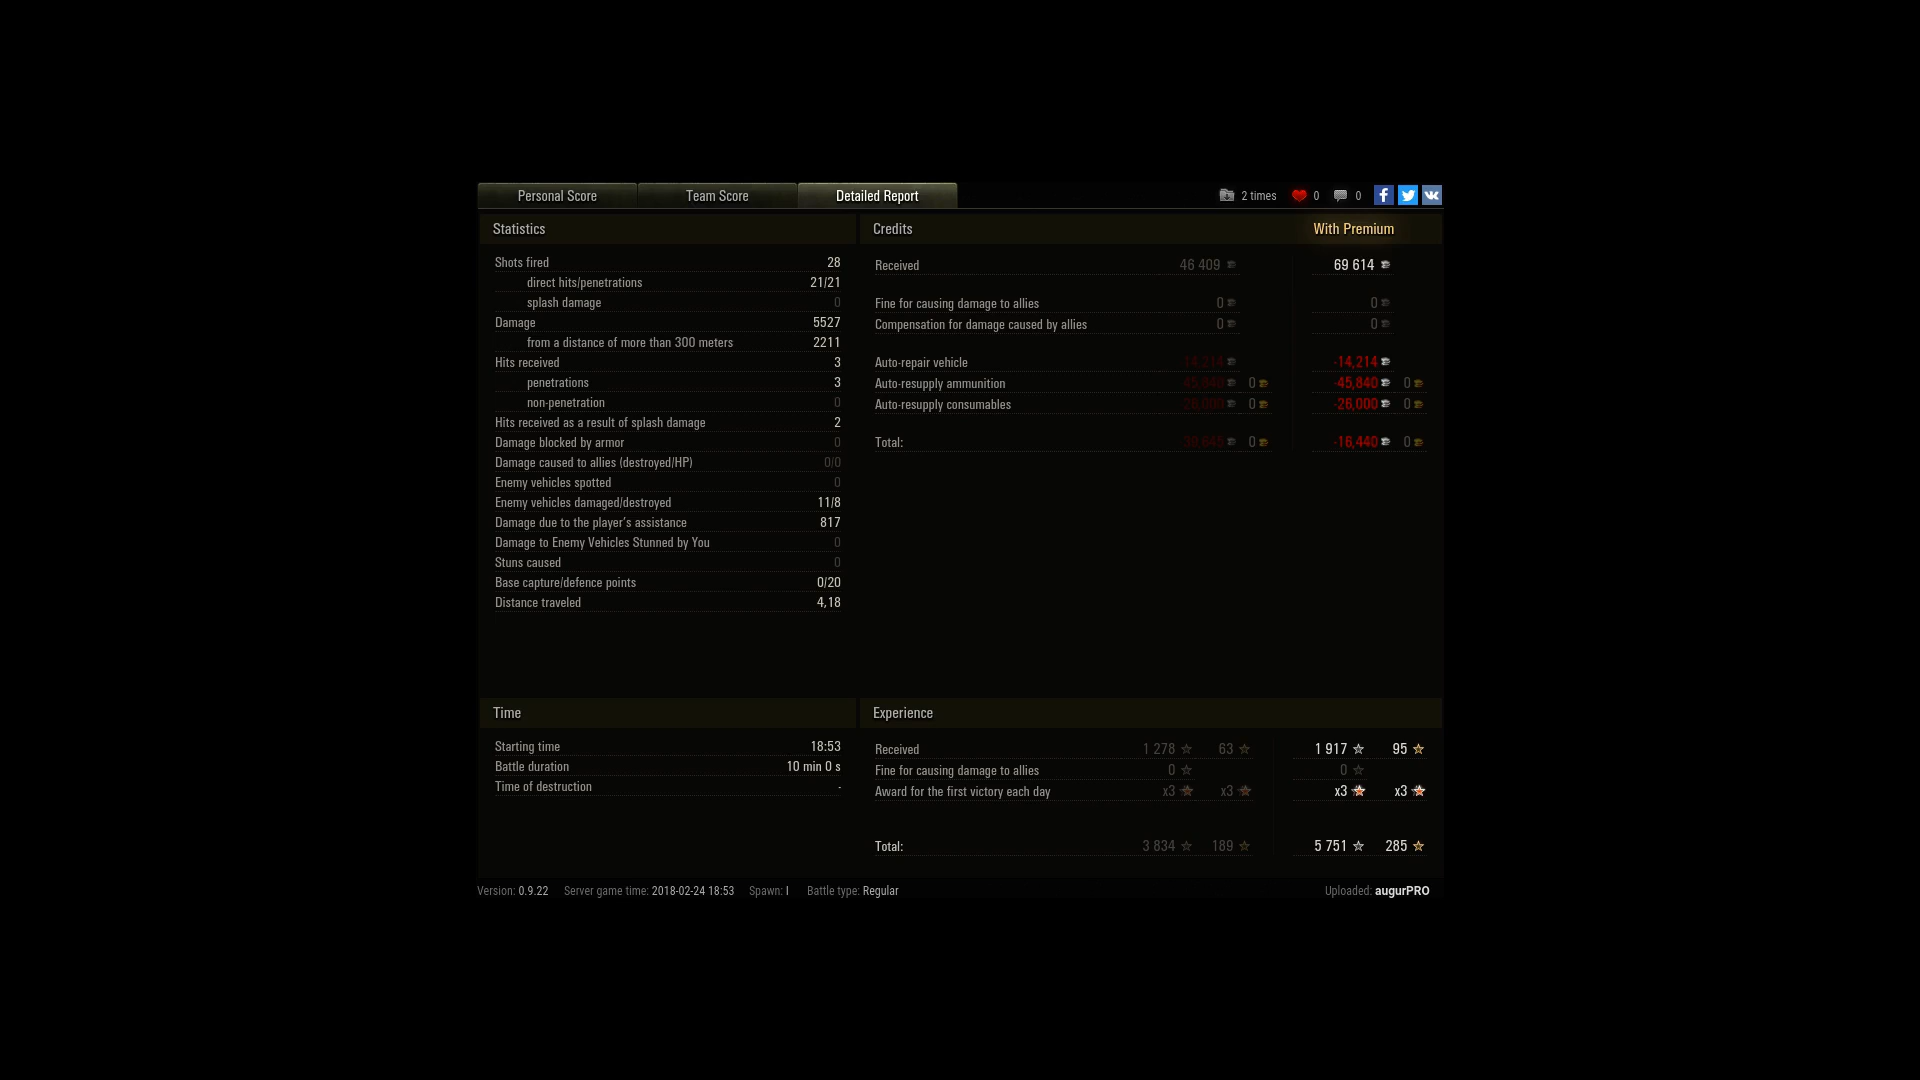 Personal Score Team Score Detailed Report 2 times 0 0
Statistics
Shots fired 28
direct hits/penetrations 21/21
splash damage 0
Damage 5527
from a distance of more than 300 meters 2211
Hits received 3
penetrations 3
non-penetration 0
Hits received as a result of splash damage 2
Damage blocked by armor 0
Damage caused to allies (destroyed/HP) 0/0
Enemy vehicles spotted 0
Enemy vehicles damaged/destroyed 11/8
Damage due to the player's assistance 817
Damage to Enemy Vehicles Stunned by You 0
Stuns caused 0
Base capture/defence points 0/20
Distance traveled 4,18
Credits With Premium
Received 46 409 69 614
Fine for causing damage to allies 0 0
Compensation for damage caused by allies 0 0
Auto-repair vehicle 14,214 -14,214
Auto-resupply ammunition 45,840 0 -45,840 0
Auto-resupply consumables 26,000 0 -26,000 0
Total: 39,645 0 -16,440 0
Time
Starting time 18:53
Battle duration 10 min 0 s
Time of destruction -
Experience
Received 1 278 63 1 917 95
Fine for causing damage to allies 0 0
Award for the first victory each day x3 x3 x3 x3
Total: 3 834 189 5 751 285
Version: 0.9.22 Server game time: 2018-02-24 18:53 Spawn: I Battle type: Regular Uploaded: augurPRO